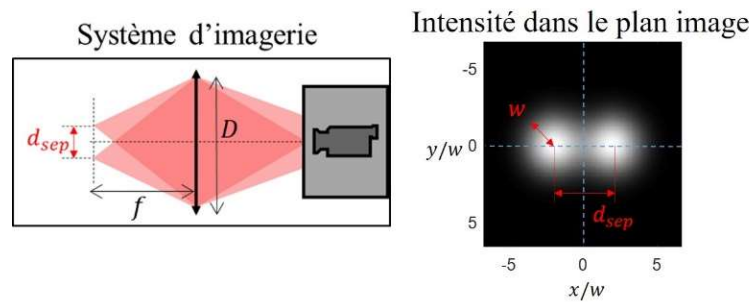 Système d'imagerie
d_sep
D
f
Intensité dans le plan image
-5
y/w 0
5
w
d_sep
-5 0 5
x/w